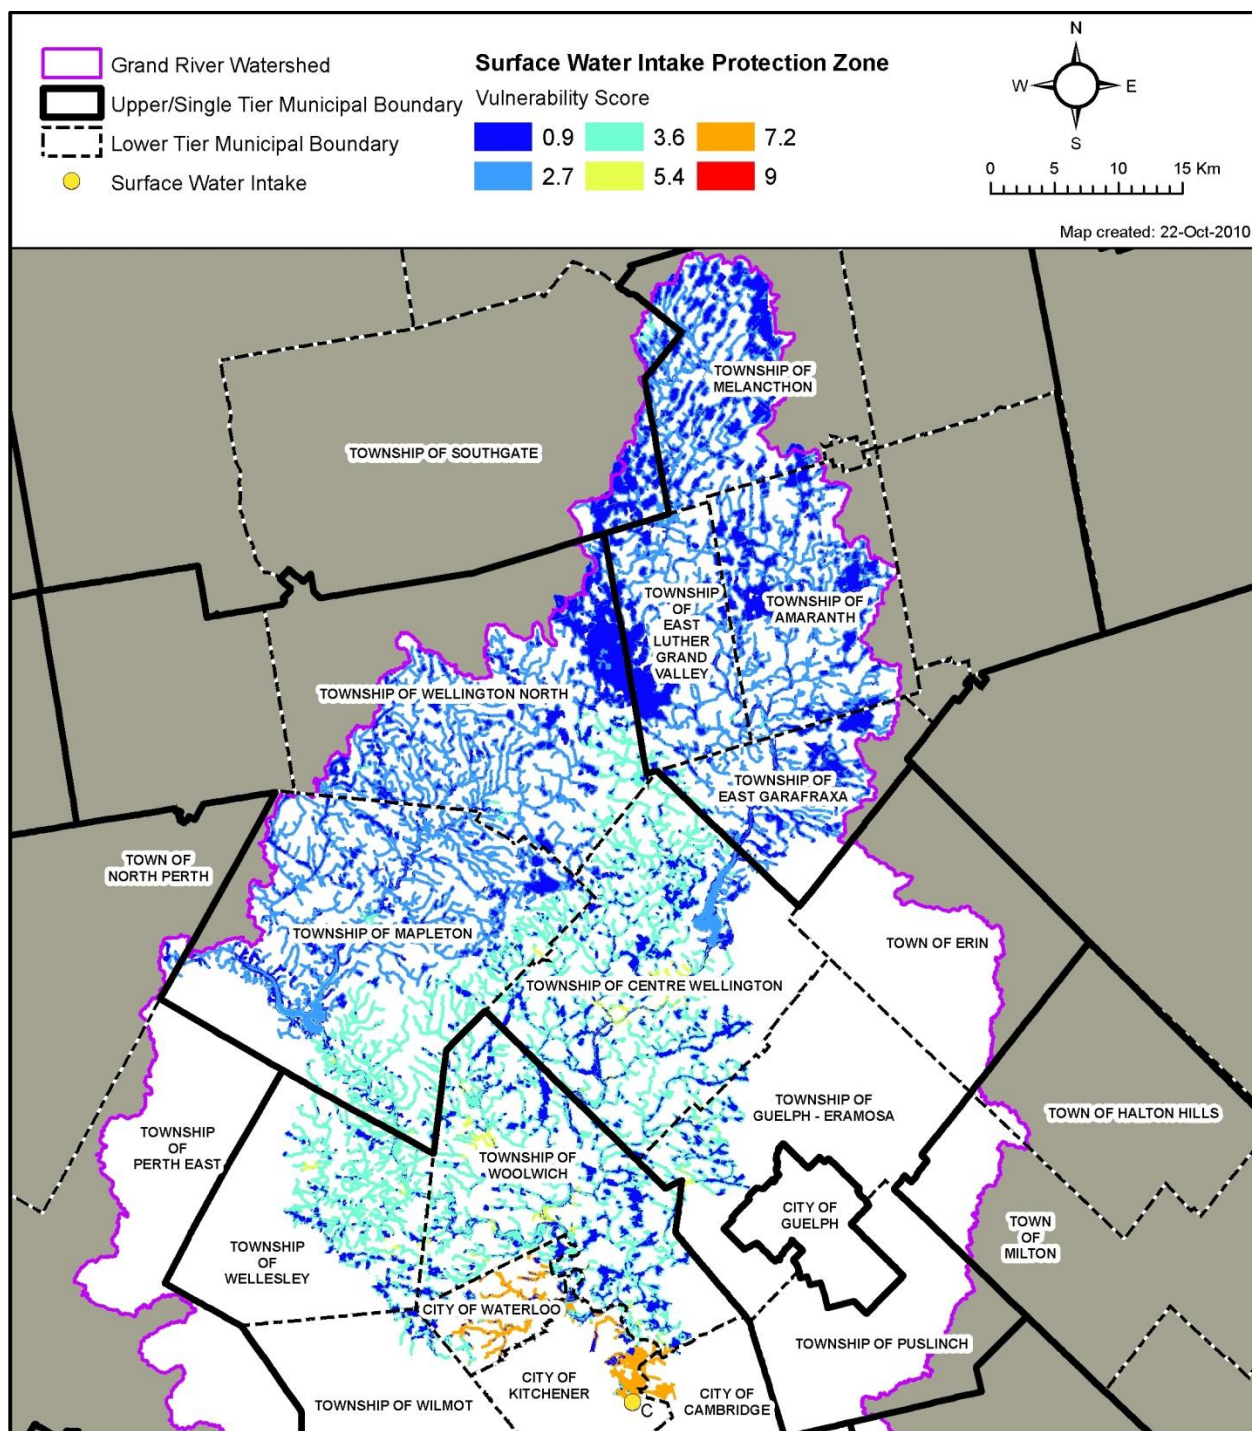 Grand River Watershed
Upper/Single Tier Municipal Boundary
Lower Tier Municipal Boundary
Surface Water Intake
Surface Water Intake Protection Zone
Vulnerability Score
0.9
3.6
7.2
2.7
5.4
9
N
W
E
S
0
5
10
15 Km
Map created: 22-Oct-2010
TOWNSHIP OF
MELANCTHON
TOWNSHIP OF SOUTHGATE
TOWNSHIP
OF
EAST
LUTHER
GRAND
VALLEY
TOWNSHIP OF
AMARANTH
TOWNSHIP OF WELLINGTON NORTH
TOWNSHIP OF
EAST GARAFRAXA
TOWN OF
NORTH PERTH
TOWNSHIP OF MAPLETON
TOWN OF ERIN
TOWNSHIP OF CENTRE WELLINGTON
TOWNSHIP OF
GUELPH - ERAMOSA
TOWN OF HALTON HILLS
TOWNSHIP
OF
PERTH EAST
TOWNSHIP OF
WOOLWICH
CITY OF
GUELPH
TOWN
OF
MILTON
TOWNSHIP
OF
WELLESLEY
CITY OF WATERLOO
TOWNSHIP OF PUSLINCH
CITY OF
KITCHENER
TOWNSHIP OF WILMOT
C
CITY OF
CAMBRIDGE